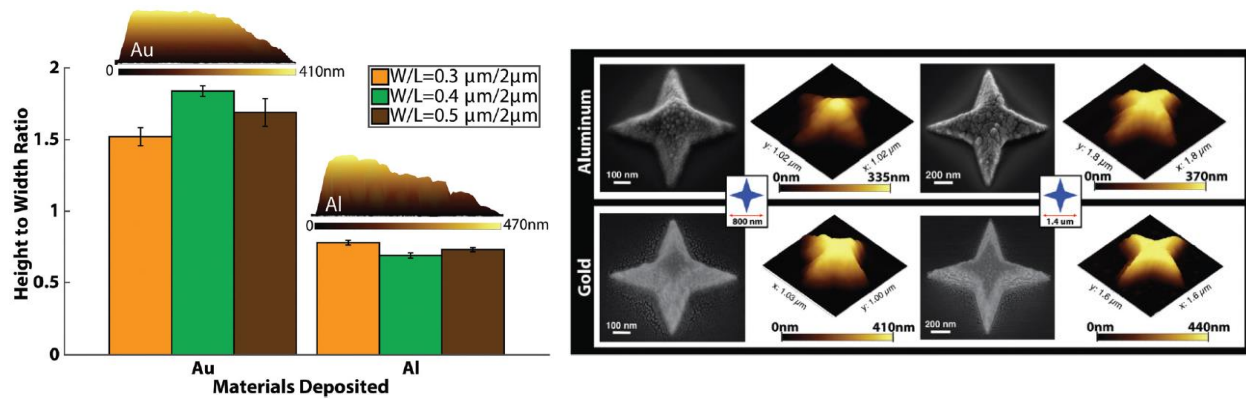 Au
0 410nm
W/L=0.3 µm/2µm
W/L=0.4 µm/2µm
W/L=0.5 µm/2µm
Al
0 470nm
Height to Width Ratio
2
1.5
1
0.5
0
Au Al
Materials Deposited
Aluminum
100 nm
y: 1.02 µm x: 1.02 µm
0nm 335nm
200 nm
y: 1.8 µm x: 1.8 µm
0nm 370nm
800 nm
1.4 um
Gold
100 nm
x: 1.03 µm y: 1.00 µm
0nm 410nm
200 nm
y: 1.6 µm x: 1.6 µm
0nm 440nm